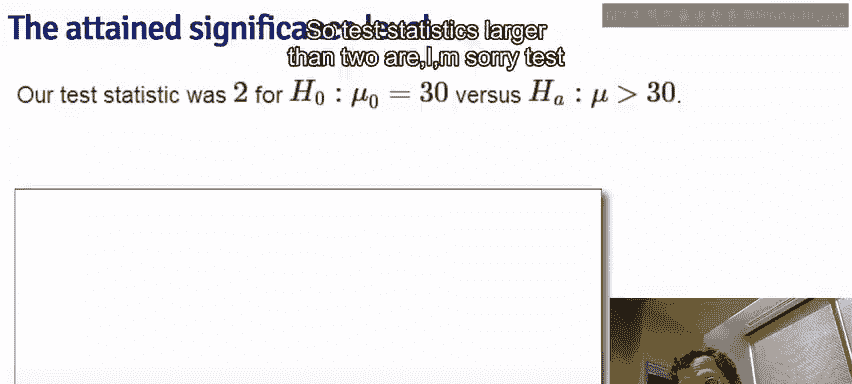 The attained significa
So test statistics larger
than two are,I,m sorry test
Our test statistic was 2 for H₀ : μ₀ = 30 versus Hₐ : μ > 30.